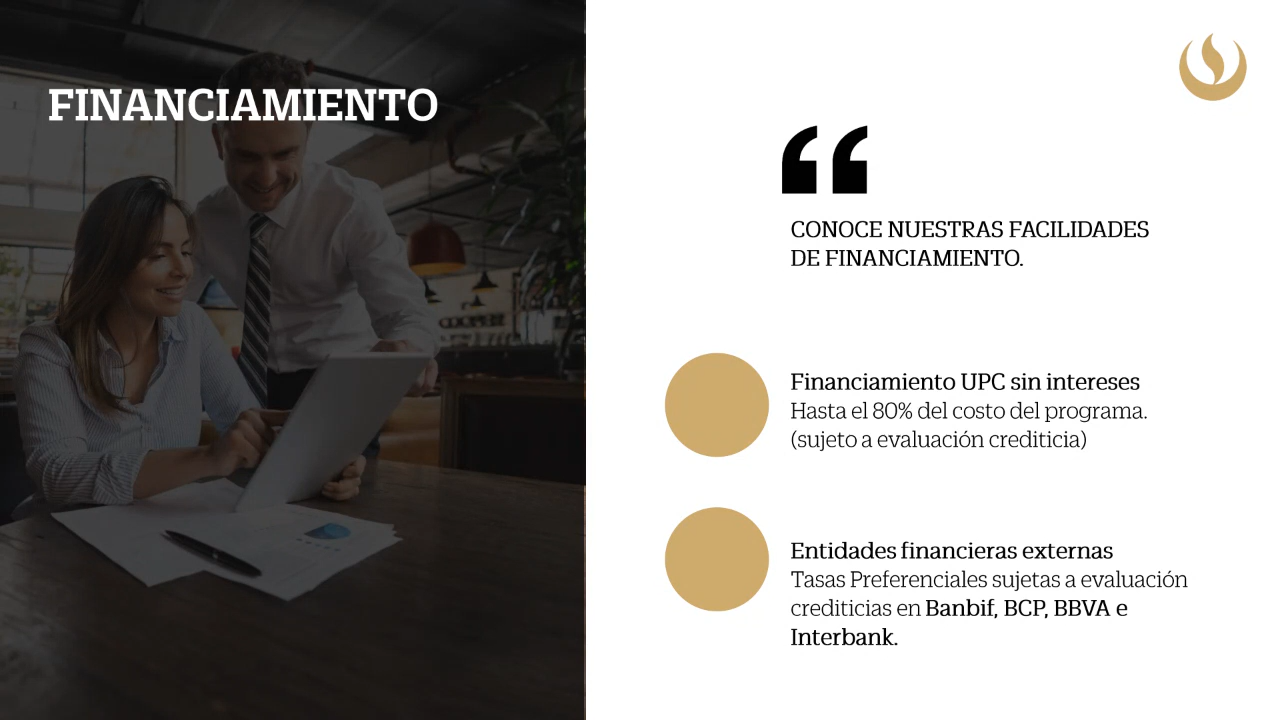 FINANCIAMIENTO
CONOCE NUESTRAS FACILIDADES
DE FINANCIAMIENTO.
Financiamiento UPC sin intereses
Hasta el 80% del costo del programa.
(sujeto a evaluación crediticia)
Entidades financieras externas
Tasas Preferenciales sujetas a evaluación
crediticias en Banbif, BCP, BBVA e
Interbank.